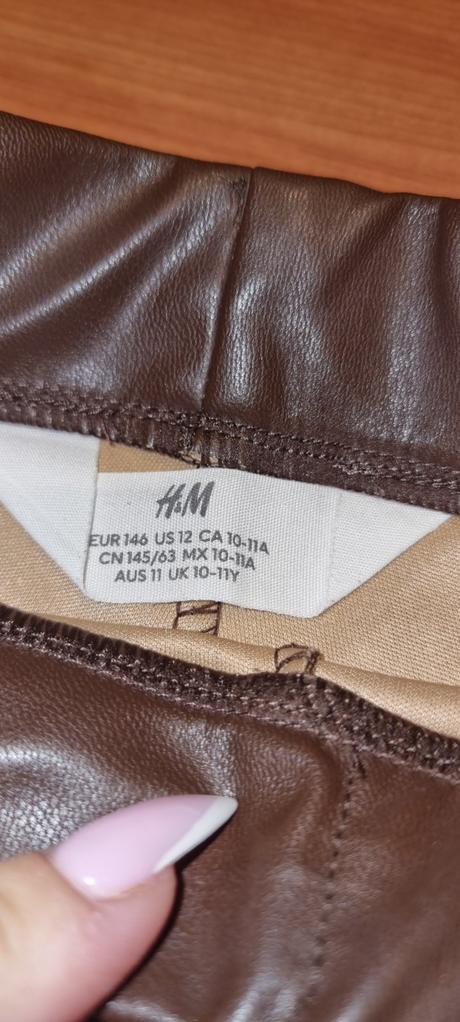 H&M
EUR 146 US 12 CA 10-11A
CN 145/63 MX 10-11A
AUS 11 UK 10-11Y